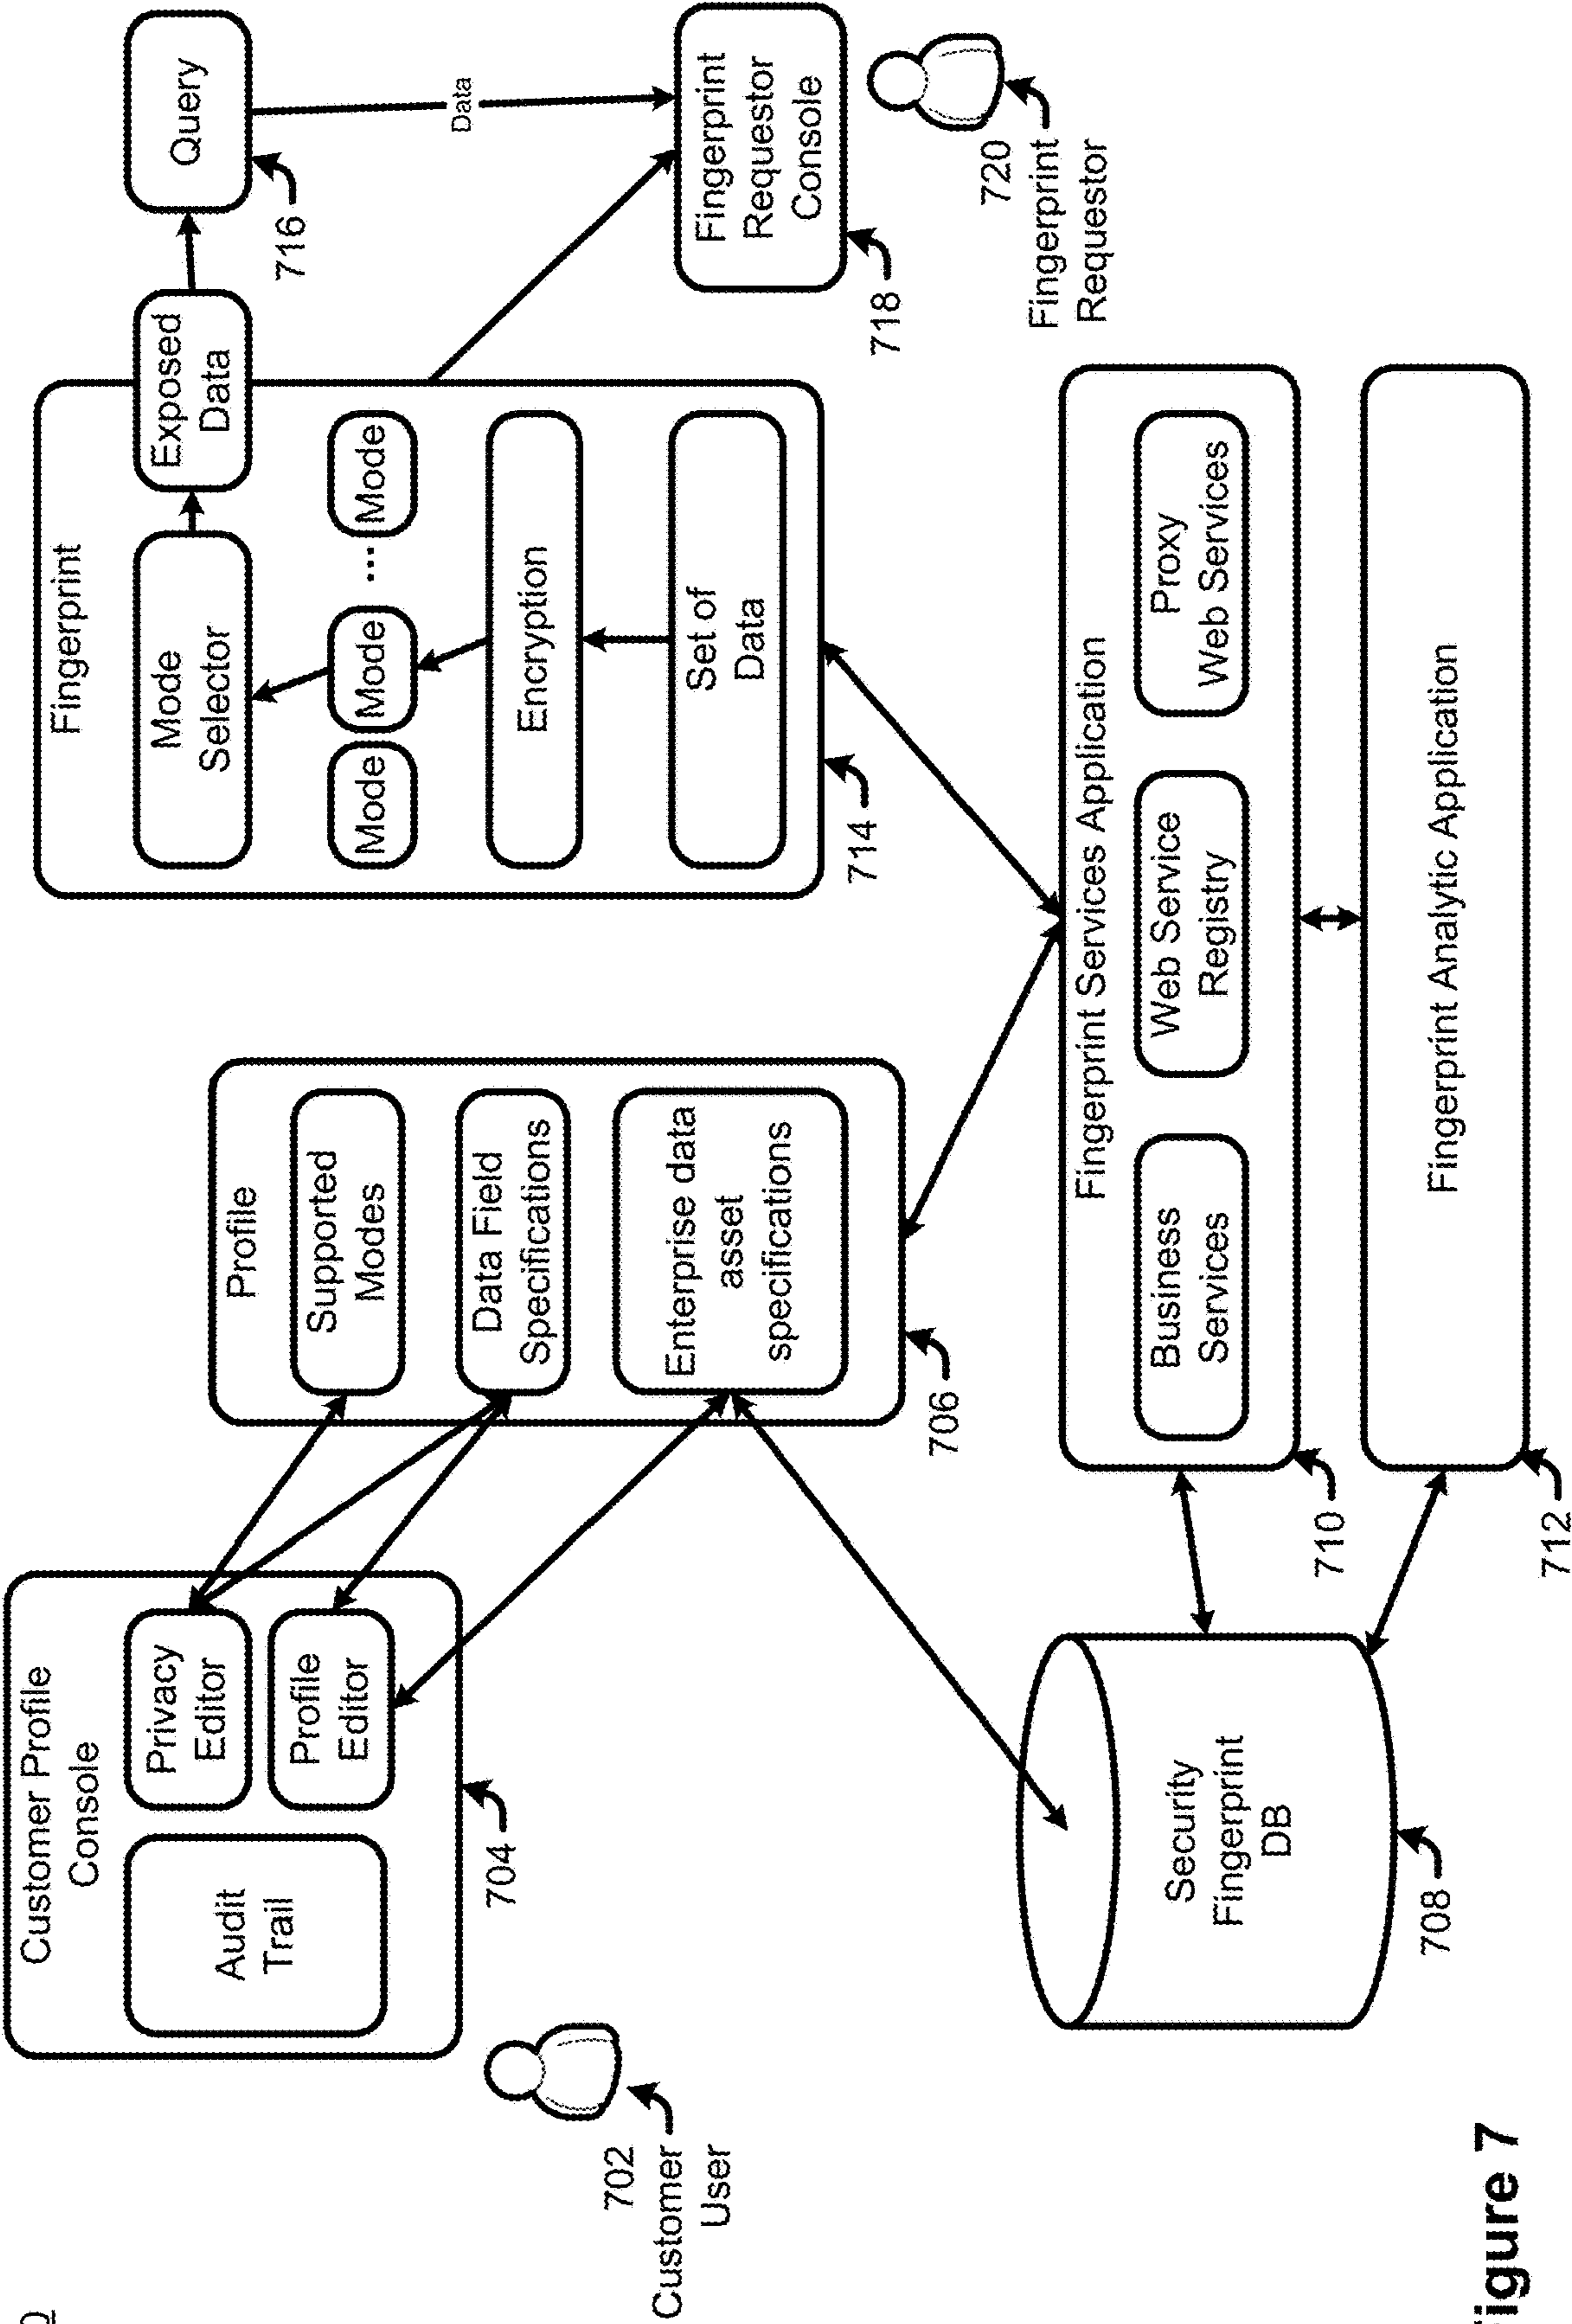 Customer Profile
Console
Audit
Trail
Privacy
Editor
Profile
Editor
704
702
Customer
User
Profile
Supported
Modes
Data Field
Specifications
Enterprise data
asset
specifications
706
Fingerprint
Mode
Selector
Exposed
Data
Mode
Mode
...
Mode
Encryption
Set of
Data
714
Query
716
Data
Fingerprint
Requestor
Console
718
720
Fingerprint
Requestor
Security
Fingerprint
DB
708
Fingerprint Services Application
Business
Services
Web Service
Registry
Proxy
Web Services
710
Fingerprint Analytic Application
712
igure 7